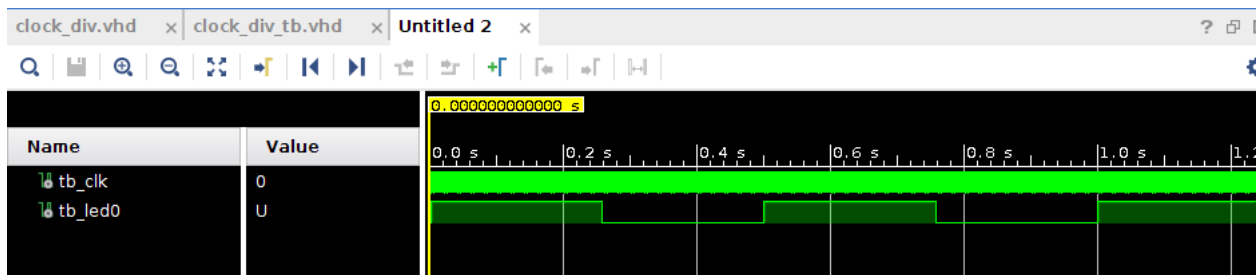 clock_div.vhd x clock_div_tb.vhd x Untitled 2 x ?
0.000000000000 s
Name Value
0.0 s 0.2 s 0.4 s 0.6 s 0.8 s 1.0 s
tb_clk 0
tb_led0 U